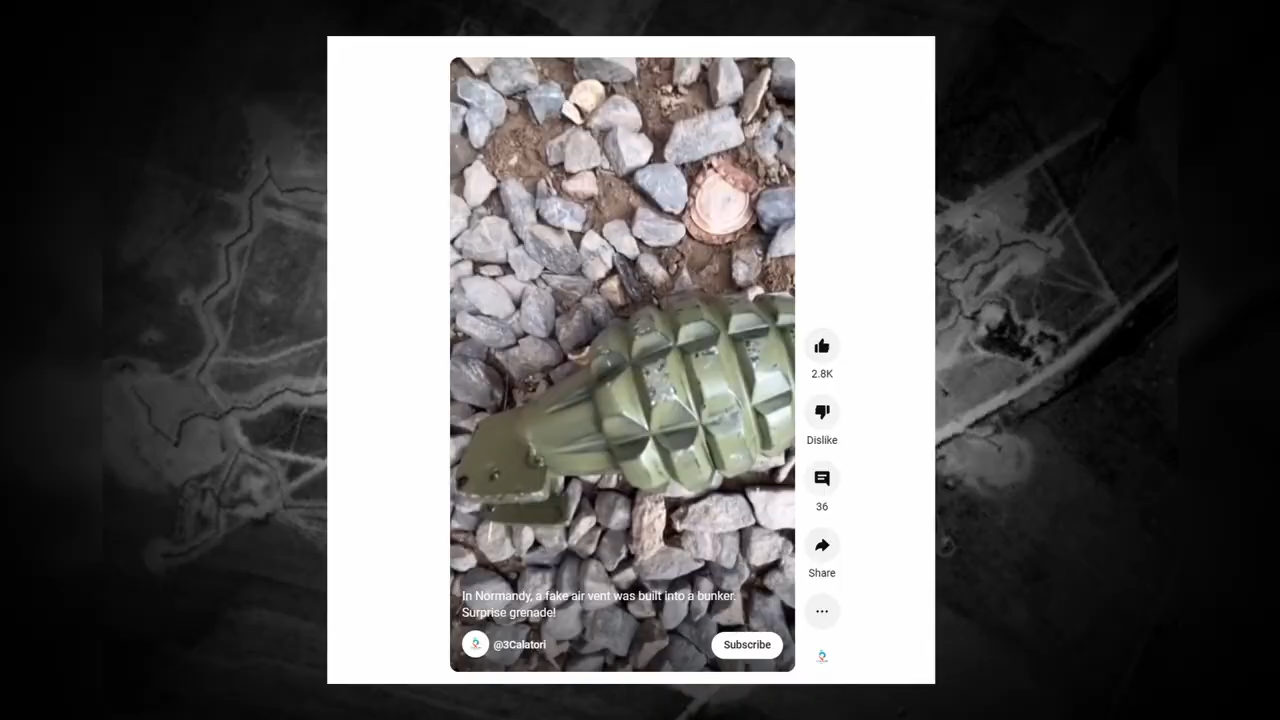 2.8K
Dislike
36
Share
In Normandy, a fake air vent was built into a bunker.
Surprise grenade!
@3Calatori
Subscribe